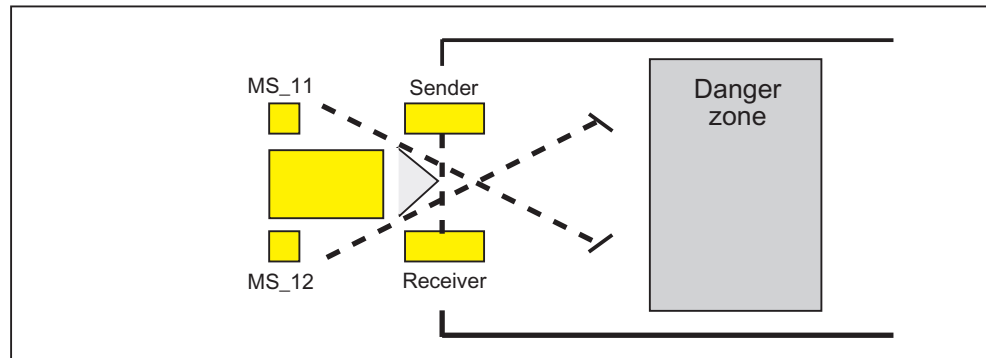 MS_11
Sender
Danger
zone
MS_12
Receiver